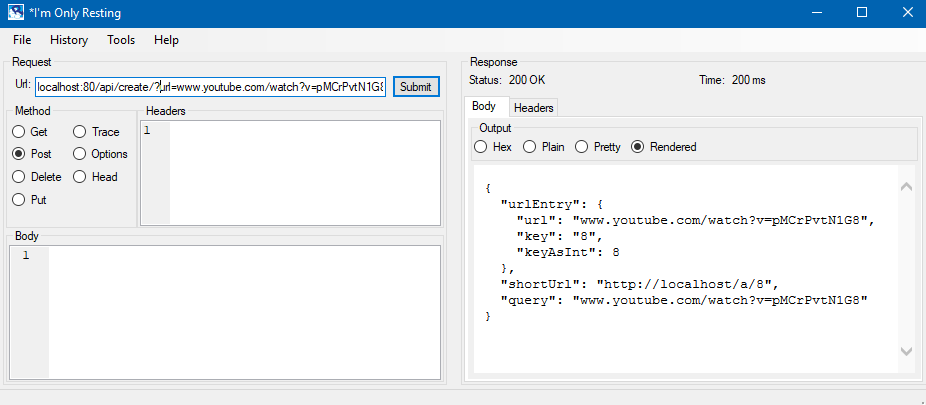 *I'm Only Resting
File History Tools Help
Request
Url: localhost:80/api/create/?url=www.youtube.com/watch?v=pMCrPvtN1G8 Submit
Method
Get Trace
Post Options
Delete Head
Put
Headers
1
Body
1
Response
Status: 200 OK Time: 200 ms
Body Headers
Output
Hex Plain Pretty Rendered
{
"urlEntry": {
"url": "www.youtube.com/watch?v=pMCrPvtN1G8",
"key": "8",
"keyAsInt": 8
},
"shortUrl": "http://localhost/a/8",
"query": "www.youtube.com/watch?v=pMCrPvtN1G8"
}